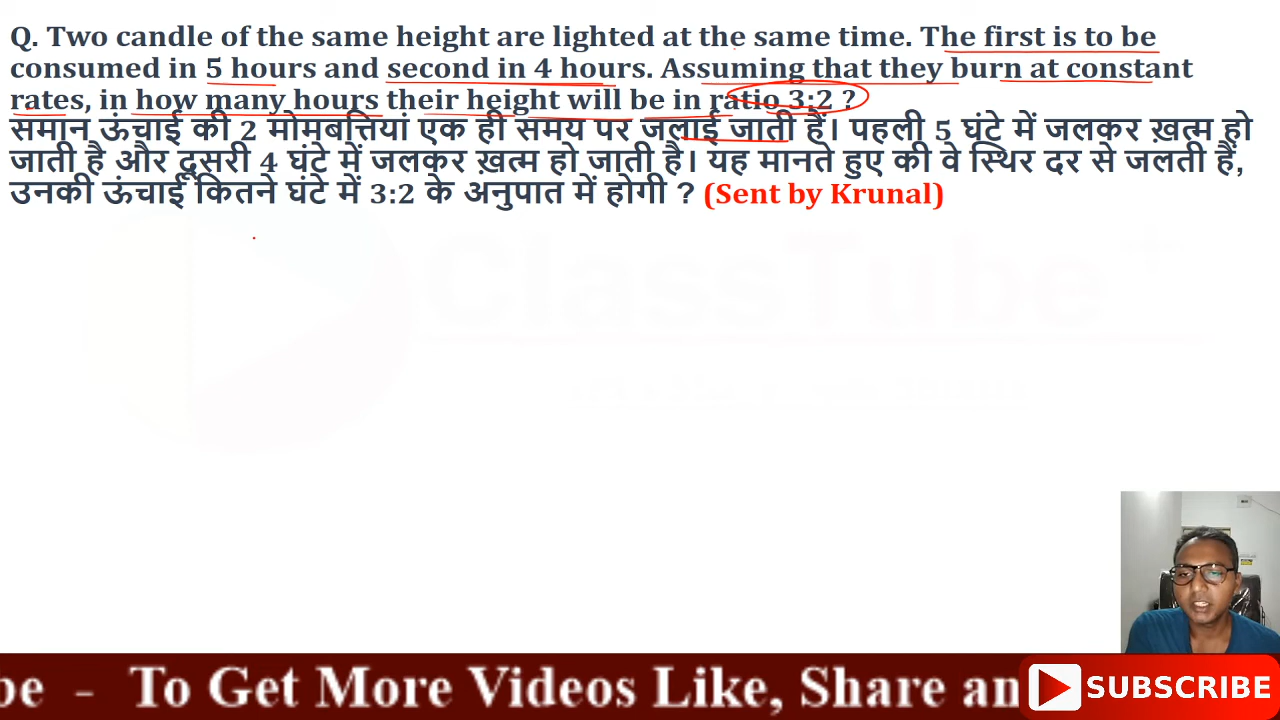 Q. Two candle of the same height are lighted at the same time. The first is to be
consumed in 5 hours and second in 4 hours. Assuming that they burn at constant
rates, in how many hours their height will be in ratio 3:2 ?
समान ऊंचाई की 2 मोमबत्तियां एक ही समय पर जलाई जाती हैं। पहली 5 घंटे में जलकर ख़त्म हो
जाती है और दूसरी 4 घंटे में जलकर ख़त्म हो जाती है। यह मानते हुए की वे स्थिर दर से जलती हैं,
उनकी ऊंचाई कितने घंटे में 3:2 के अनुपात में होगी ? (Sent by Krunal)
ClassTube
be - To Get More Videos Like, Share an
SUBSCRIBE